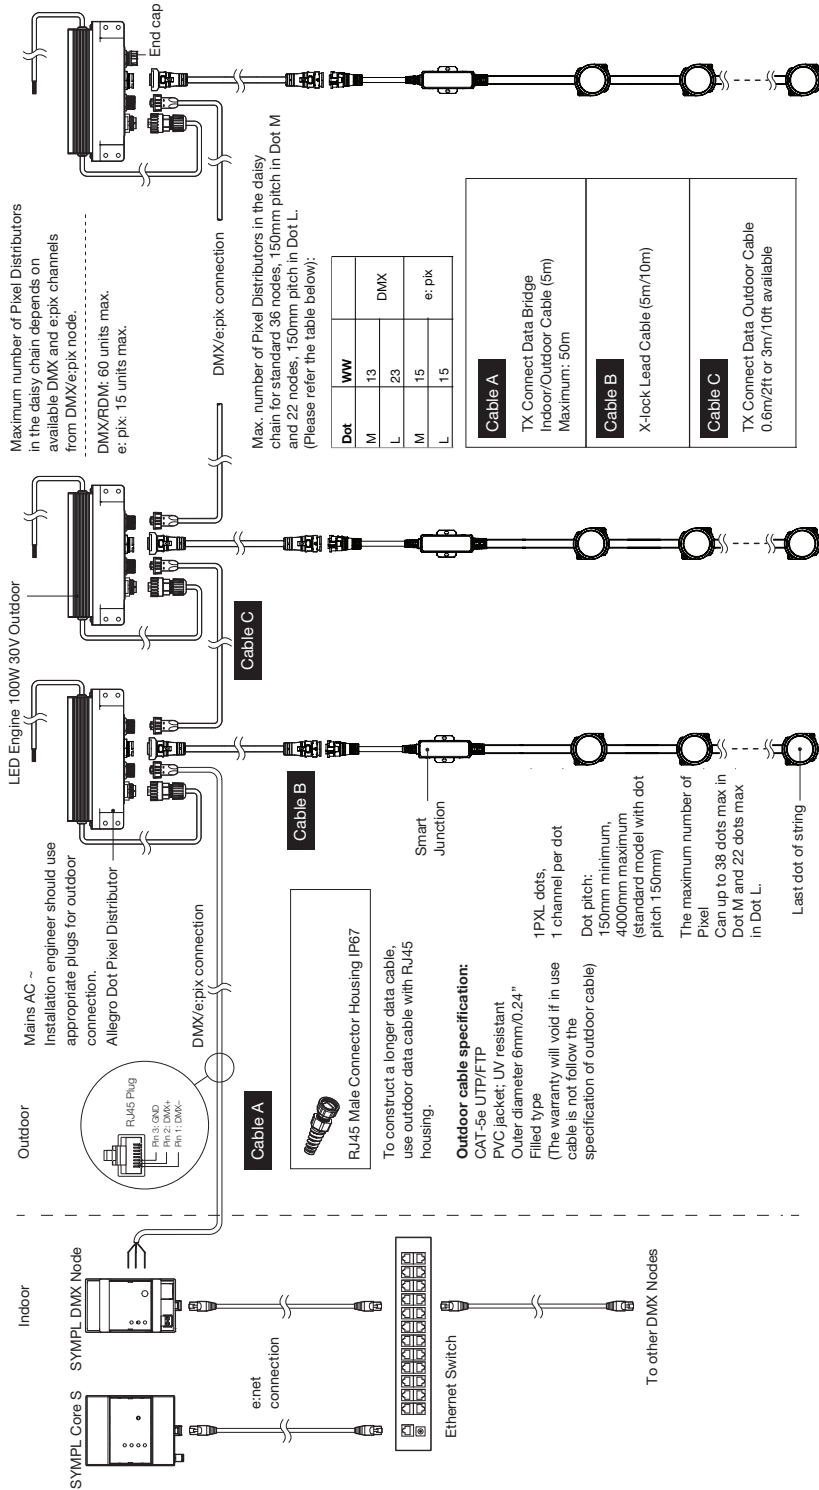 Indoor
Outdoor
SYMPL Core S
SYMPL DMX Node
e:net
connection
Ethernet Switch
To other DMX Nodes
RJ45 Plug
Pin 3: GND
Pin 2: DMX+
Pin 1: DMX−
Cable A
DMX/e:pix connection
Mains AC ~
Installation engineer should use
appropriate plugs for outdoor
connection.
Allegro Dot Pixel Distributor
LED Engine 100W 30V Outdoor
RJ45 Male Connector Housing IP67
To construct a longer data cable,
use outdoor data cable with RJ45
housing.
Outdoor cable specification:
CAT-5e UTP/FTP
PVC jacket; UV resistant
Outer diameter 6mm/0.24”
Filled type
(The warranty will void if in use
cable is not follow the
specification of outdoor cable)
Cable B
Cable C
Smart
Junction
1PXL dots,
1 channel per dot
Dot pitch:
150mm minimum,
4000mm maximum
(standard model with dot
pitch 150mm)
The maximum number of
Pixel
Can up to 38 dots max in
Dot M and 22 dots max
in Dot L.
Last dot of string
Maximum number of Pixel Distributors
in the daisy chain depends on
available DMX and e:pix channels
from DMX/e:pix node.
DMX/RDM: 60 units max.
e: pix: 15 units max.
End cap
DMX/e:pix connection
Max. number of Pixel Distributors in the daisy
chain for standard 36 nodes, 150mm pitch in Dot M
and 22 nodes, 150mm pitch in Dot L.
(Please refer the table below):
Dot WW
M 13 DMX
L 23
M 15 e: pix
L 15
Cable A
TX Connect Data Bridge
Indoor/Outdoor Cable (5m)
Maximum: 50m
Cable B
X-lock Lead Cable (5m/10m)
Cable C
TX Connect Data Outdoor Cable
0.6m/2ft or 3m/10ft available